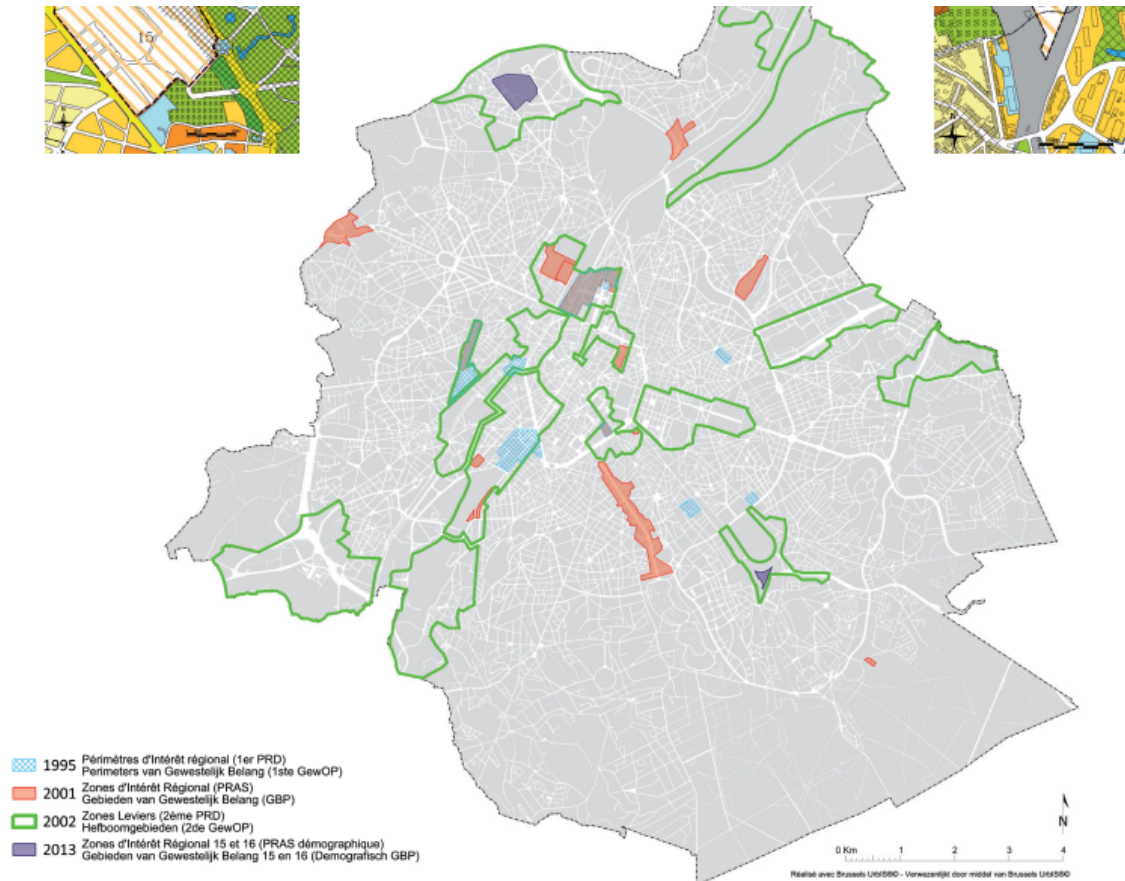 15
1995 Périmètres d'Intérêt régional (1er PRD)
Perimeters van Gewestelijk Belang (1ste GewOP)
2001 Zones d'Intérêt Régional (PRAS)
Gebieden van Gewestelijk Belang (GBP)
2002 Zones Leviers (2ème PRD)
Hefboomgebieden (2de GewOP)
2013 Zones d'Intérêt Régional 15 et 16 (PRAS démographique)
Gebieden van Gewestelijk Belang 15 en 16 (Demografisch GBP)
N
0 Km 1 2 3 4
Réalisé avec Brussels UrbIS®© - Verwezenlijkt door middel van Brussels UrbIS®©